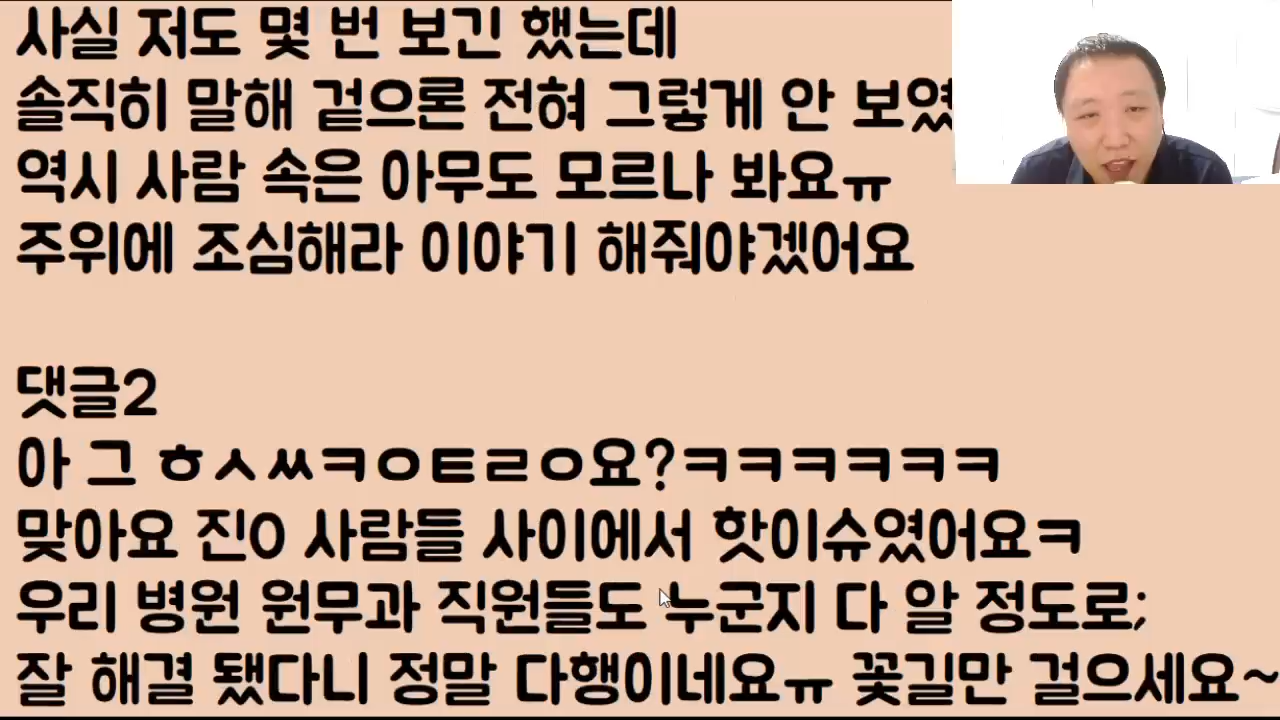 사실 저도 몇 번 보긴 했는데
솔직히 말해 겉으론 전혀 그렇게 안
역시 사람 속은 아무도 모르나 봐요ㅠ
주위에 조심해라 이야기 해줘야겠어요
댓글2
아 그 ㅎㅅㅆㅋㅇㅌㄹㅇ요?ㅋㅋㅋㅋㅋㅋ
맞아요 진O 사람들 사이에서 핫이슈였어요ㅋ
우리 병원 원무과 직원들도 누군지 다 알 정도로;
잘 해결 됐다니 정말 다행이네요ㅠ 꽃길만 걸으세요~